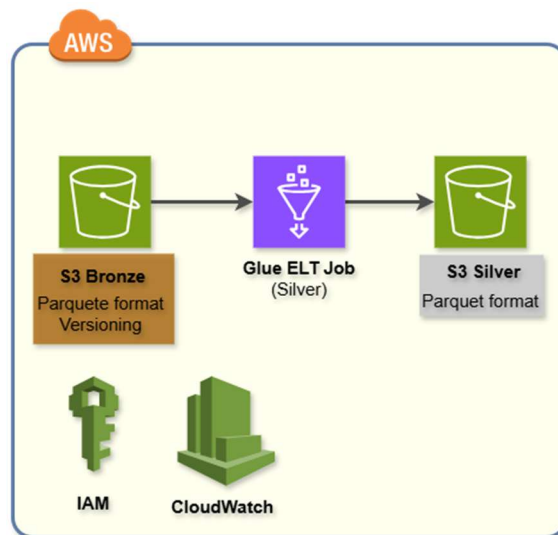 AWS
S3 Bronze
Parquete format
Versioning
Glue ELT Job
(Silver)
S3 Silver
Parquet format
IAM
CloudWatch